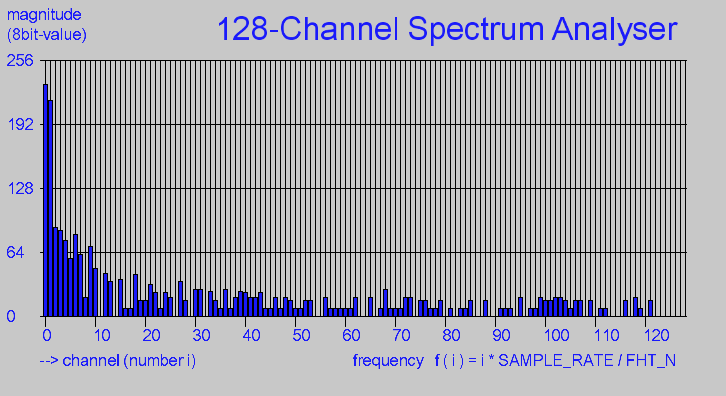 magnitude
(8bit-value)
128-Channel Spectrum Analyser
256
192
128
64
0
0 10 20 30 40 50 60 70 80 90 100 110 120
--> channel (number i) frequency f ( i ) = i * SAMPLE_RATE / FHT_N